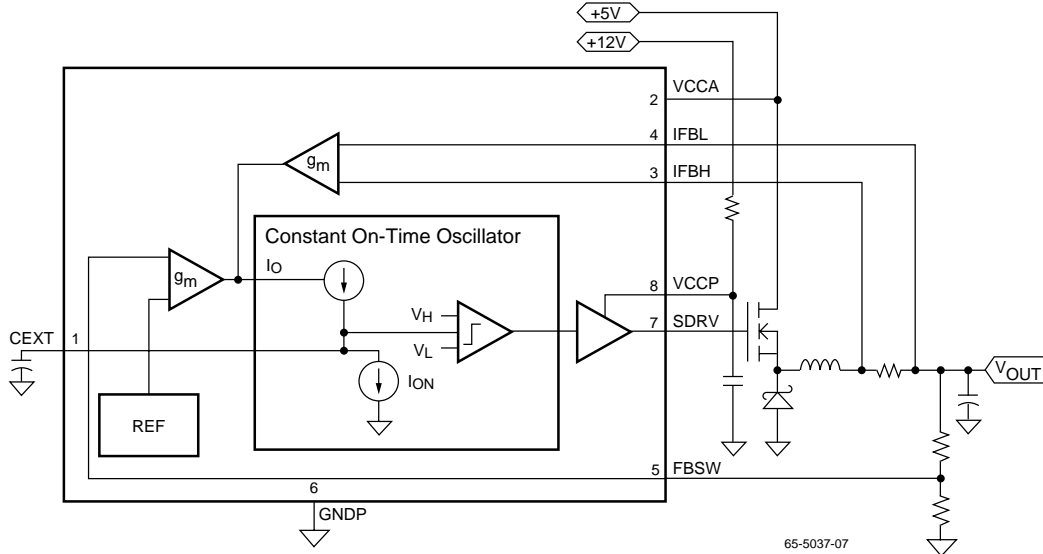 +5V
+12V
2 VCCA
4 IFBL
3 IFBH
gm
Constant On-Time Oscillator
IO
gm
8 VCCP
VH
7 SDRV
CEXT 1
VL
ION
VOUT
REF
5 FBSW
6
GNDP
65-5037-07